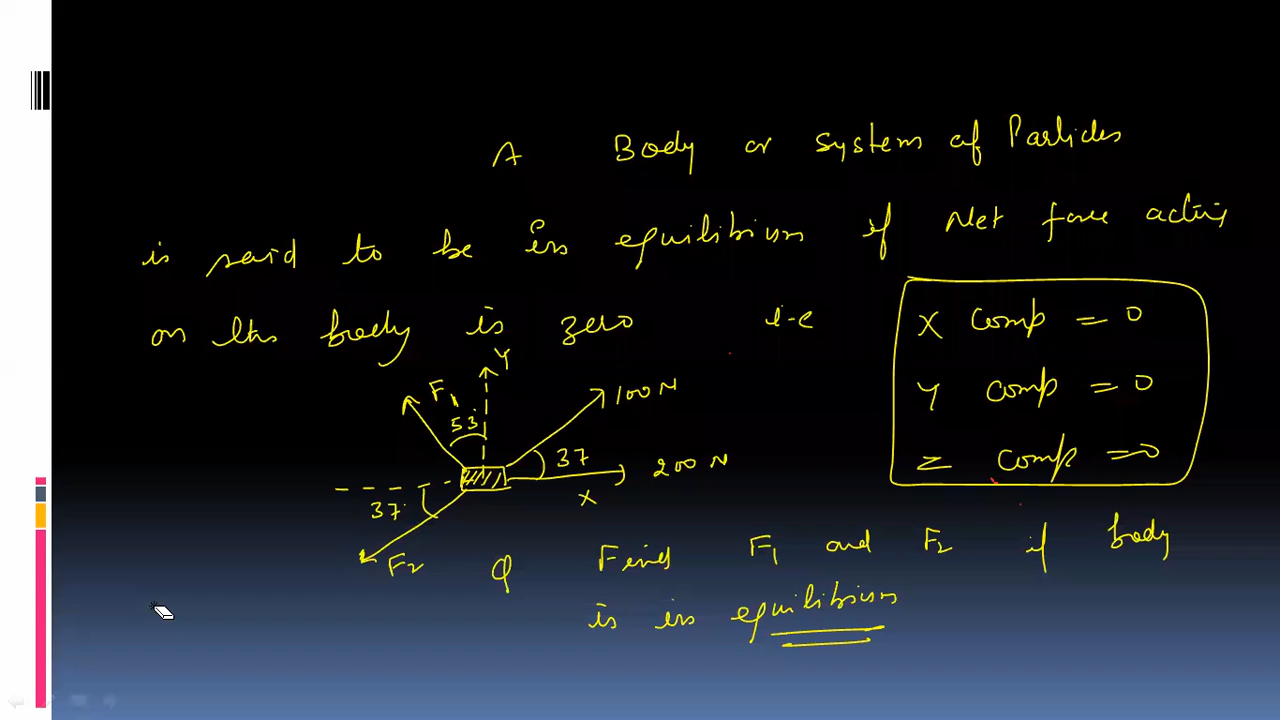 A Body or system of Particles
is said to be in equilibrium if Net force acting
on the body is zero i-e
X comp = 0
Y comp = 0
Z comp = 0
Y
F1
53°
100 N
37
200 N
X
37°
F2
Q Find F1 and F2 if body
is in equilibrium